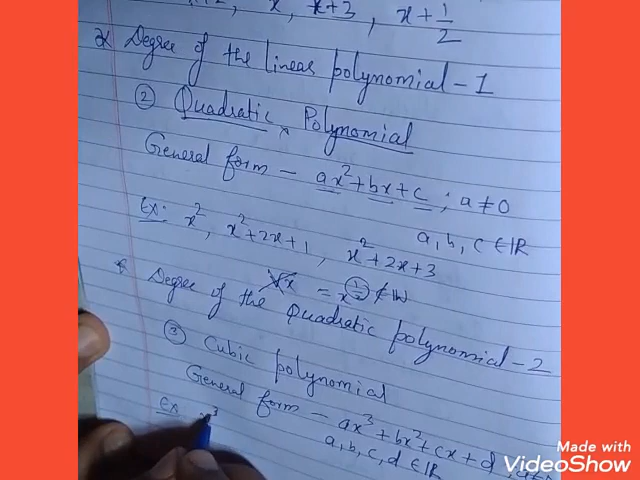 x, x+3, x+1/2
* Degree of the linear polynomial - 1
② Quadratic Polynomial
General form - ax²+bx+c ; a≠0
a, b, c ∈ IR
Ex: x², x²+2x+1, x²+2x+3
√x = x^(1/2) ∉ W
* Degree of the Quadratic polynomial - 2
③ Cubic polynomial
General form - ax³+bx²+cx+d,
a, b, c, d ∈ IR
Ex x³
Made with
VideoShow